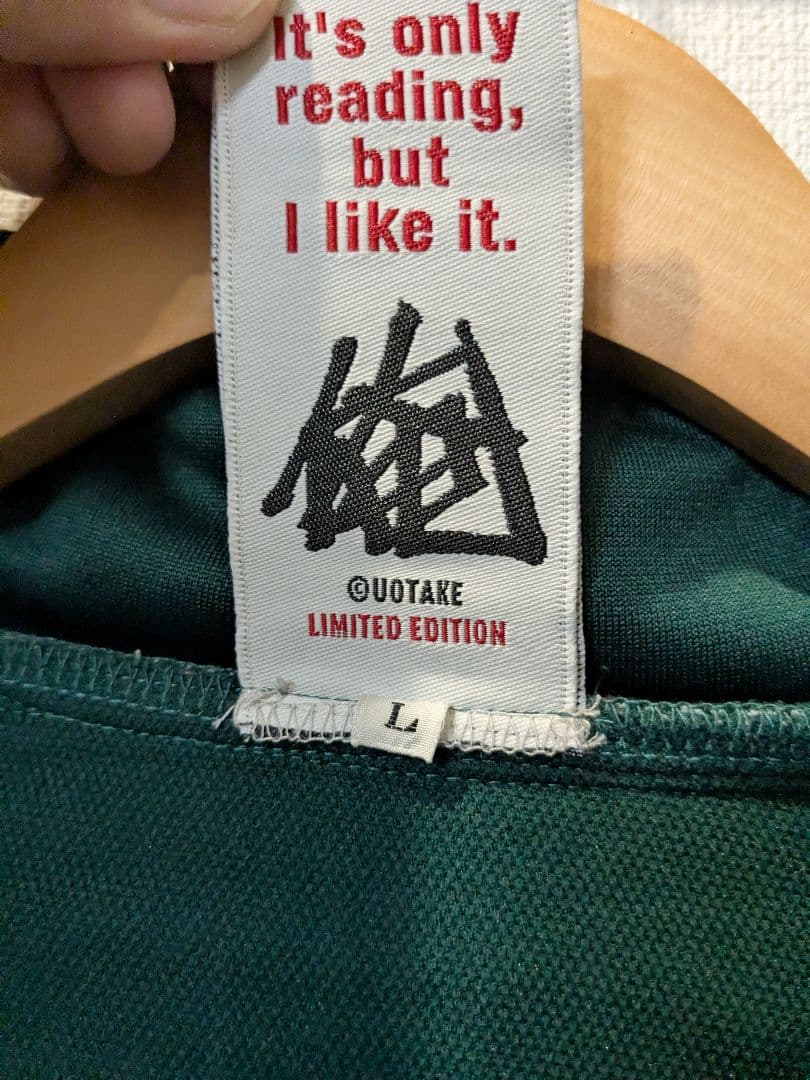 It's only
reading,
but
I like it.
©UOTAKE
LIMITED EDITION
L